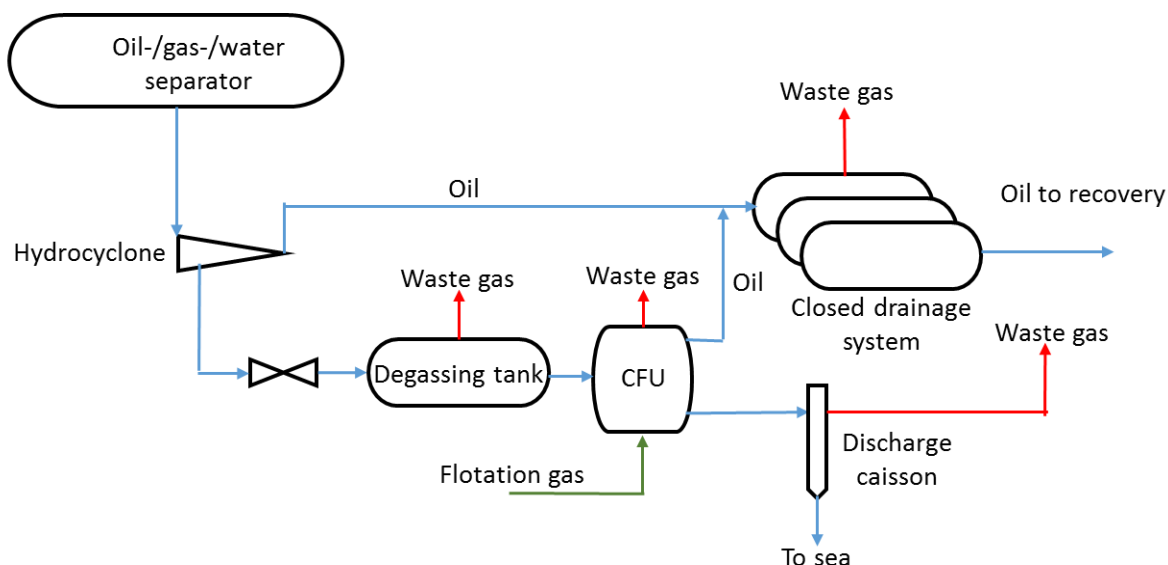 Oil-/gas-/water
separator
Waste gas
Oil
Oil to recovery
Hydrocyclone
Waste gas
Waste gas
Oil
Closed drainage
system
Waste gas
Degassing tank
CFU
Discharge
caisson
Flotation gas
To sea